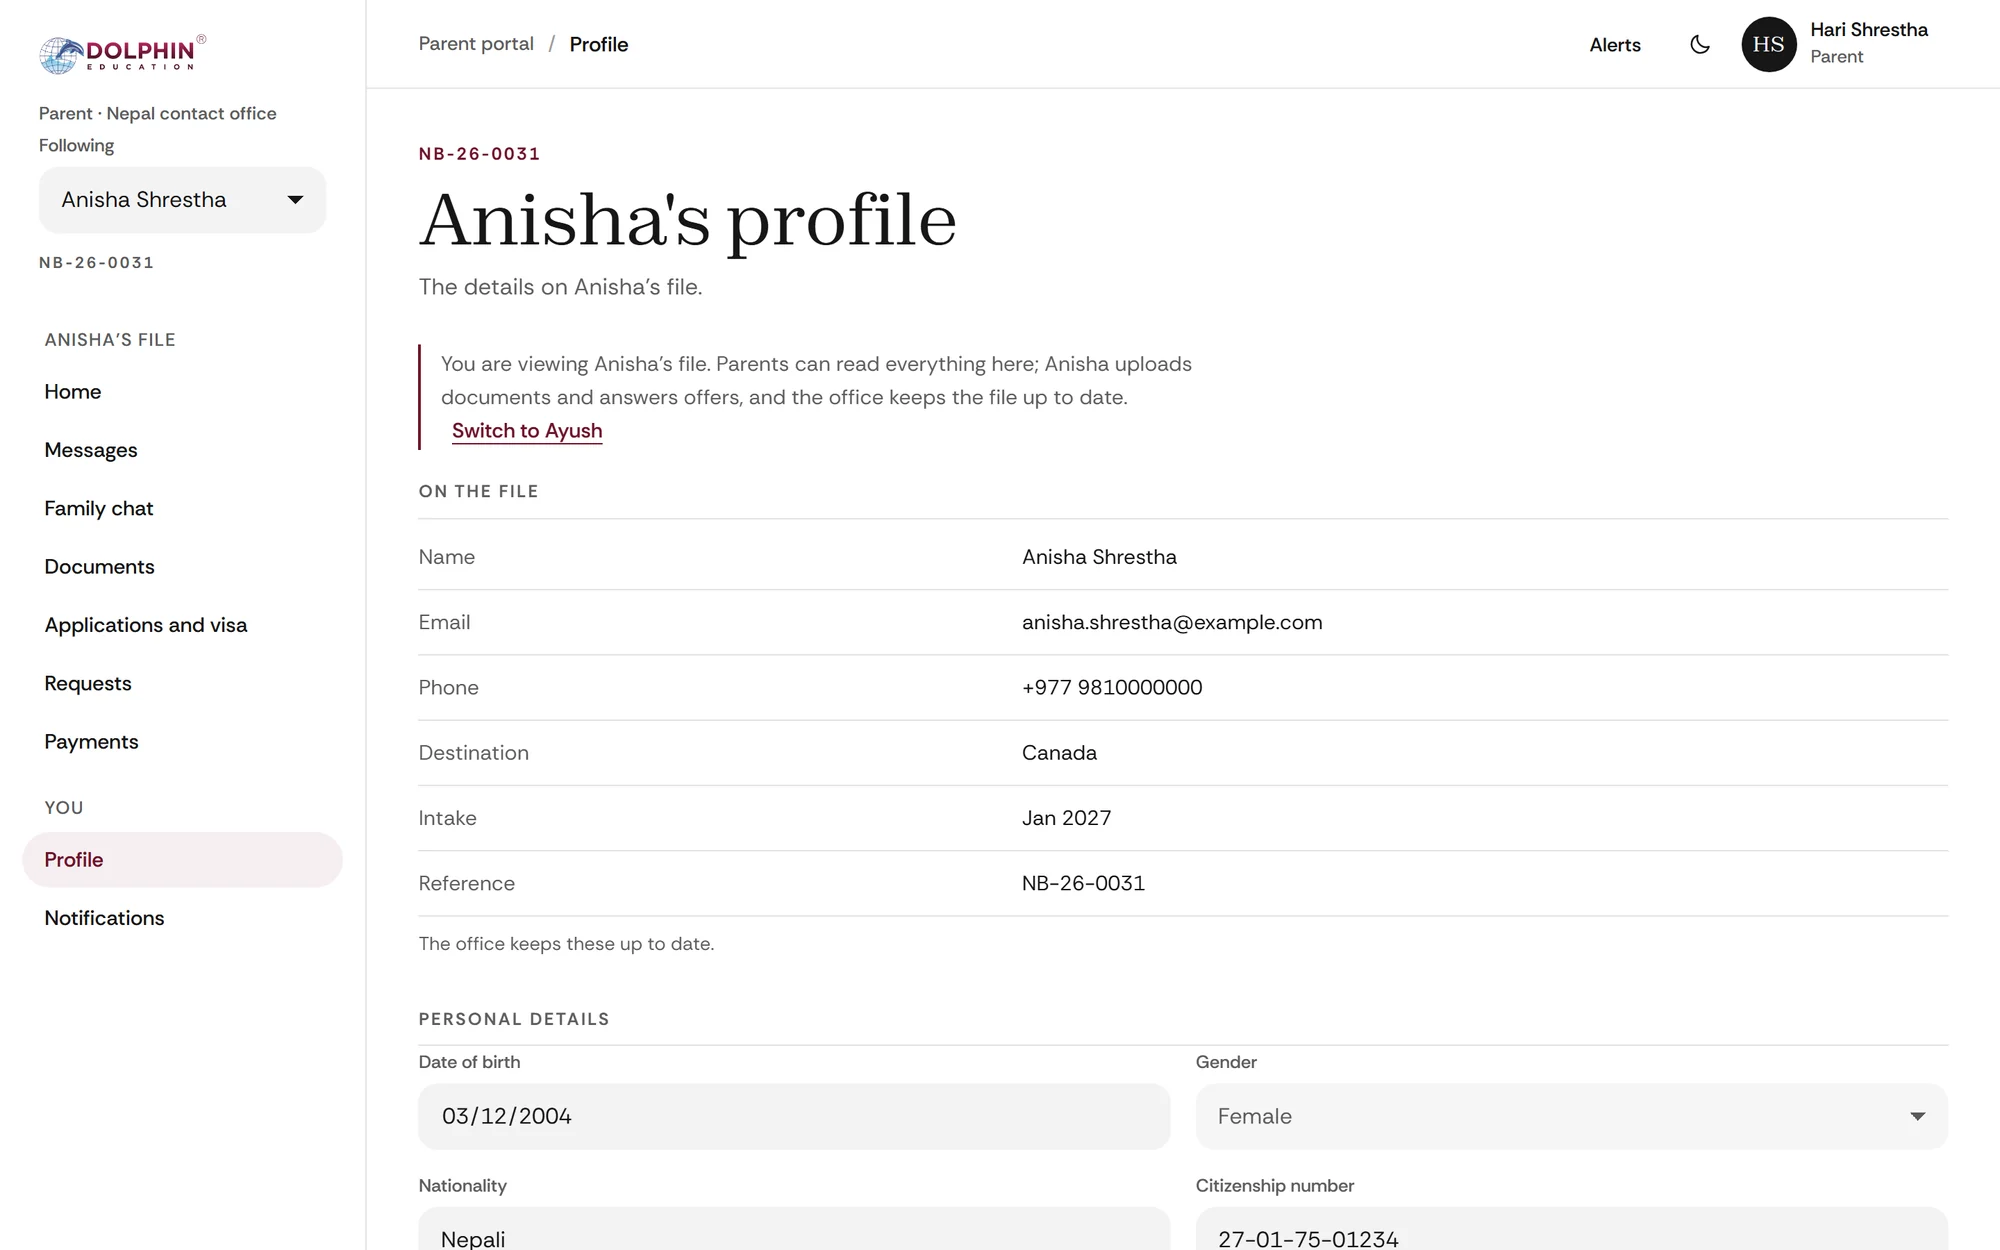 DOLPHIN®
EDUCATION
Parent · Nepal contact office
Following
Anisha Shrestha
NB-26-0031
ANISHA’S FILE
Home
Messages
Family chat
Documents
Applications and visa
Requests
Payments
YOU
Profile
Notifications
Parent portal / Profile
Alerts
HS
Hari Shrestha
Parent
NB-26-0031
Anisha's profile
The details on Anisha’s file.
You are viewing Anisha’s file. Parents can read everything here; Anisha uploads
documents and answers offers, and the office keeps the file up to date.
Switch to Ayush
ON THE FILE
Name Anisha Shrestha
Email anisha.shrestha@example.com
Phone +977 9810000000
Destination Canada
Intake Jan 2027
Reference NB-26-0031
The office keeps these up to date.
PERSONAL DETAILS
Date of birth Gender
03/12/2004 Female
Nationality Citizenship number
Nepali 27-01-75-01234